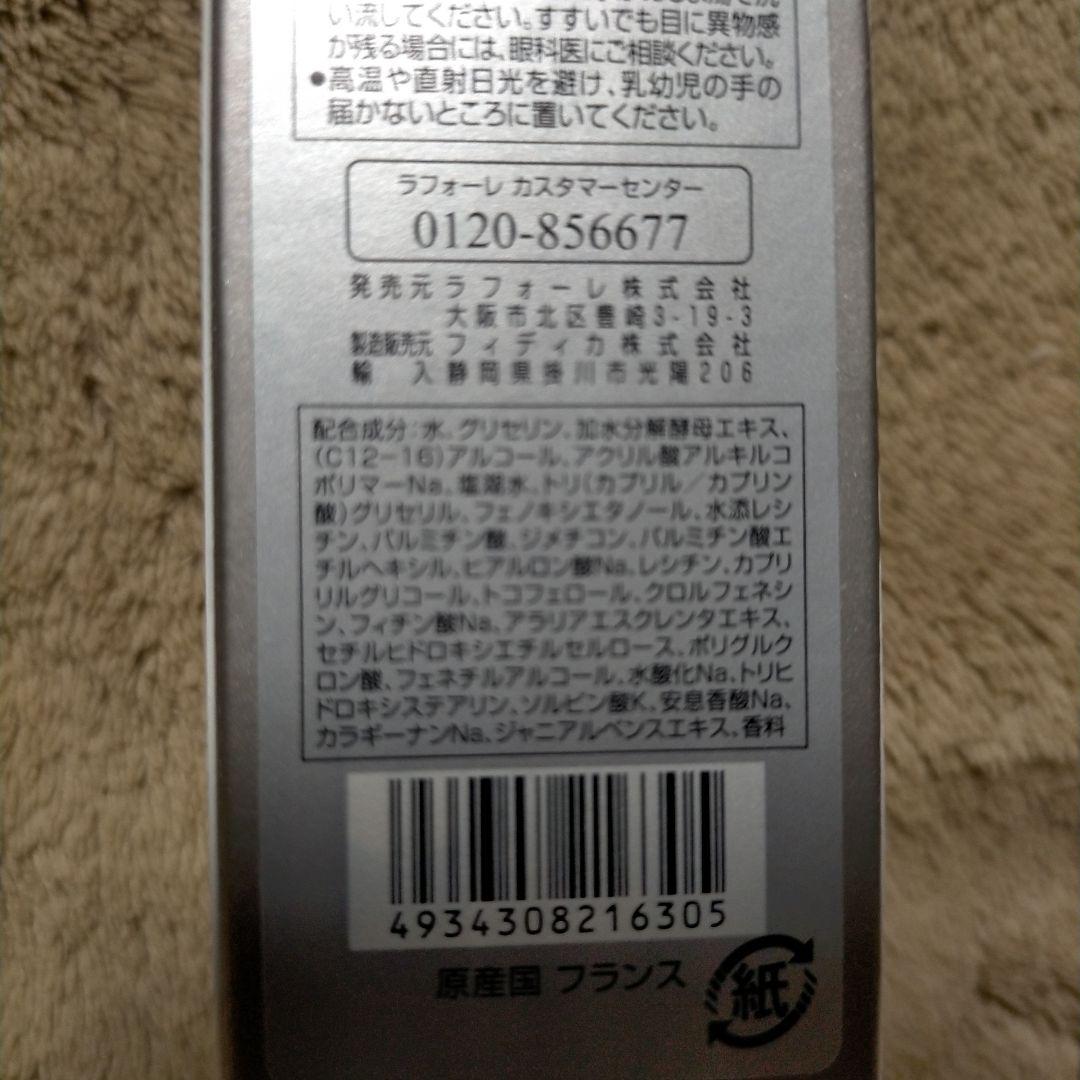 い流してください。すすいでも目に異物感
が残る場合には、眼科医にご相談ください。
●高温や直射日光を避け、乳幼児の手の
届かないところに置いてください。
ラフォーレ カスタマーセンター
0120-856677
発売元 ラフォーレ株式会社
大阪市北区豊崎3-19-3
製造販売元 フィディカ株式会社
輸入 静岡県掛川市光陽206
配合成分:水、グリセリン、加水分解酵母エキス、
(C12-16)アルコール、アクリル酸アルキルコ
ポリマーNa、塩湖水、トリ(カプリル/カプリン
酸)グリセリル、フェノキシエタノール、水添レシ
チン、パルミチン酸、ジメチコン、パルミチン酸エ
チルヘキシル、ヒアルロン酸Na、レシチン、カプリ
リルグリコール、トコフェロール、クロルフェネシ
ン、フィチン酸Na、アラリアエスクレンタエキス、
セチルヒドロキシエチルセルロース、ポリグルク
ロン酸、フェネチルアルコール、水酸化Na、トリヒ
ドロキシステアリン、ソルビン酸K、安息香酸Na、
カラギーナンNa、ジャニアルベンスエキス、香料
4934308216305
原産国 フランス
紙